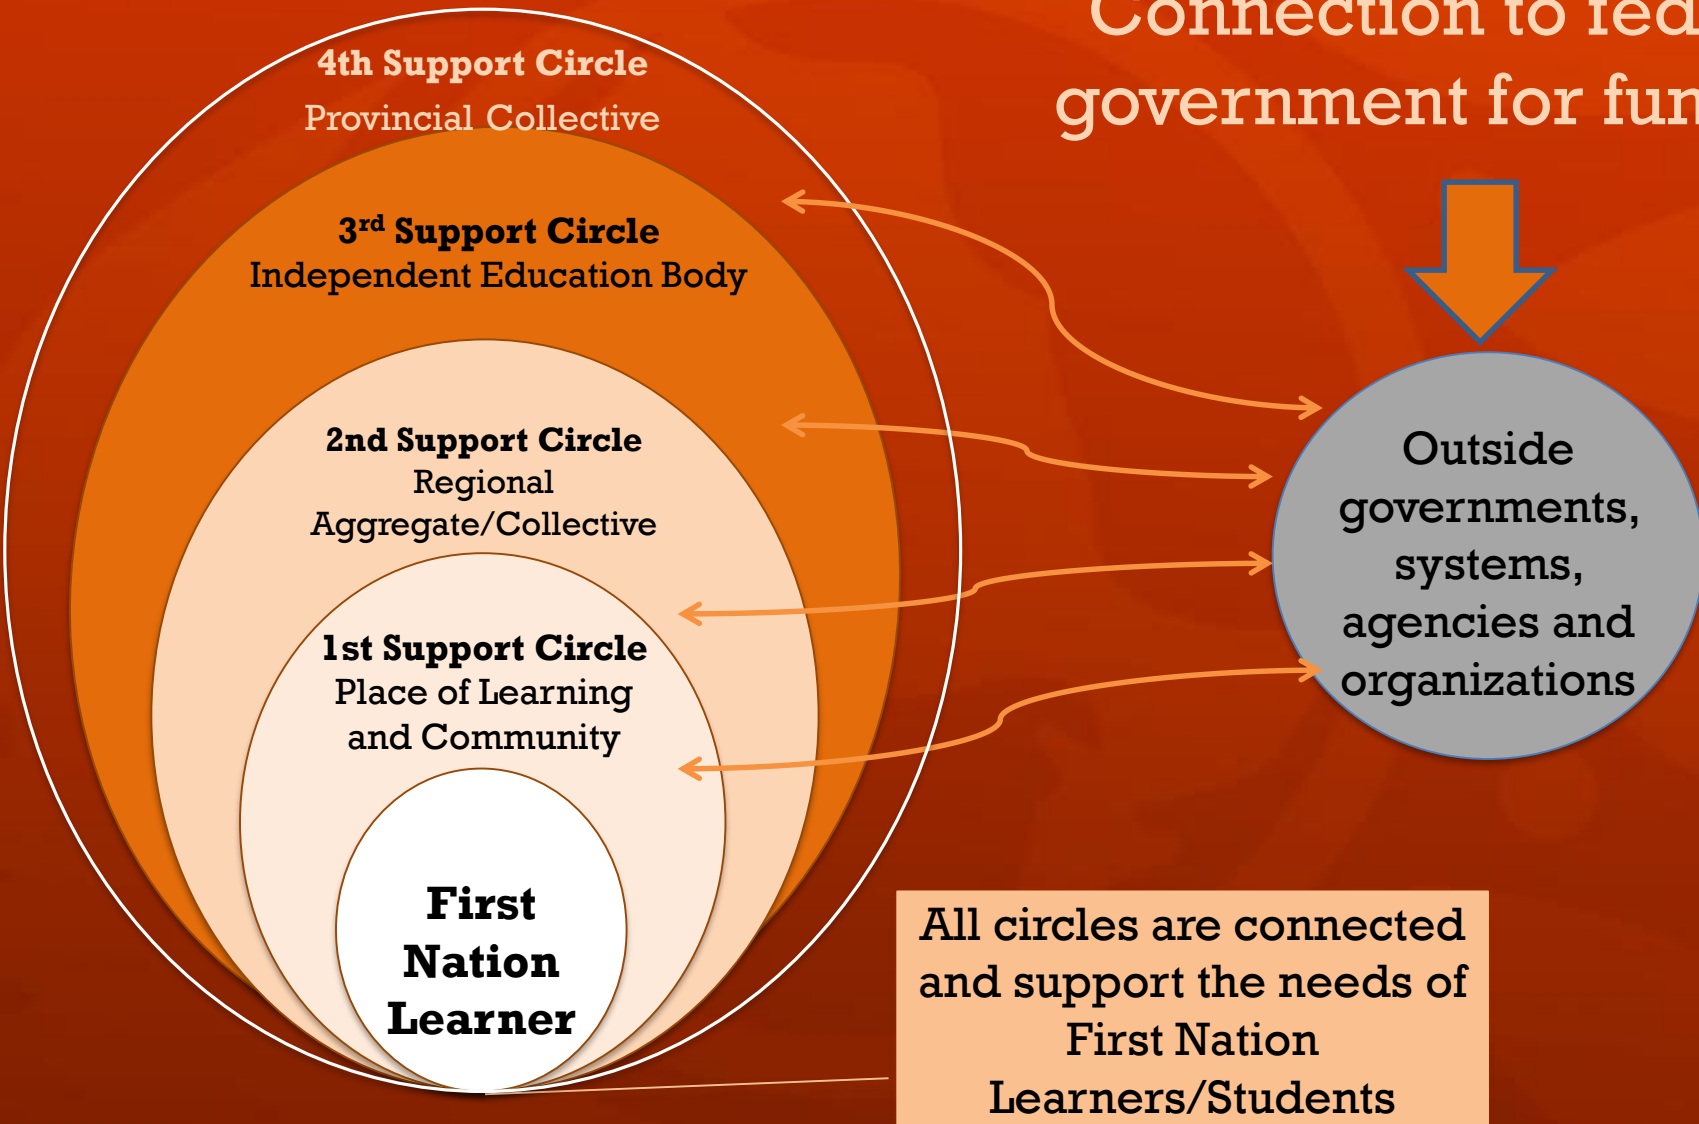 Connection to fed
government for fun
4th Support Circle
Provincial Collective
3rd Support Circle
Independent Education Body
2nd Support Circle
Regional
Aggregate/Collective
1st Support Circle
Place of Learning
and Community
First
Nation
Learner
Outside
governments,
systems,
agencies and
organizations
All circles are connected
and support the needs of
First Nation
Learners/Students